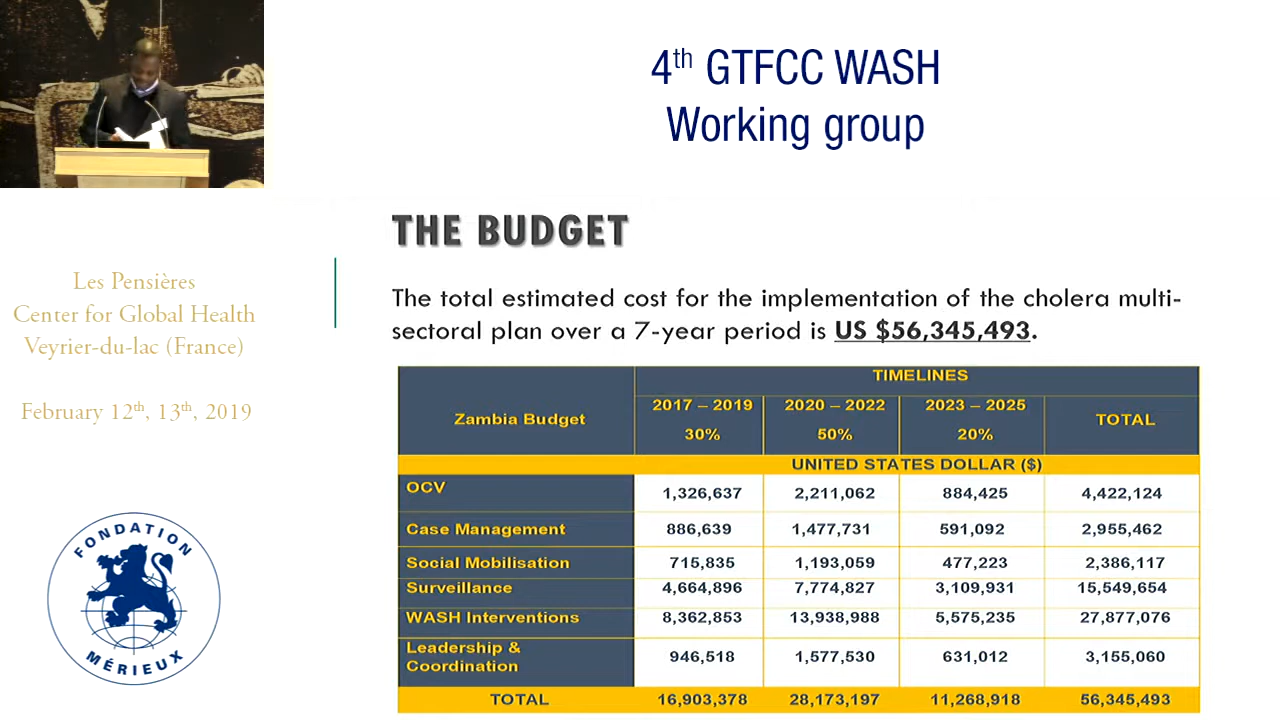 4th GTFCC WASH
Working group
THE BUDGET
Les Pensières
Center for Global Health
Veyrier-du-lac (France)
February 12th, 13th, 2019
The total estimated cost for the implementation of the cholera multi-
sectoral plan over a 7-year period is US $56,345,493.
Zambia Budget TIMELINES
2017 – 2019 2020 – 2022 2023 – 2025 TOTAL
30% 50% 20%
UNITED STATES DOLLAR ($)
OCV 1,326,637 2,211,062 884,425 4,422,124
Case Management 886,639 1,477,731 591,092 2,955,462
Social Mobilisation 715,835 1,193,059 477,223 2,386,117
Surveillance 4,664,896 7,774,827 3,109,931 15,549,654
WASH Interventions 8,362,853 13,938,988 5,575,235 27,877,076
Leadership &
Coordination 946,518 1,577,530 631,012 3,155,060
TOTAL 16,903,378 28,173,197 11,268,918 56,345,493
FONDATION
MÉRIEUX